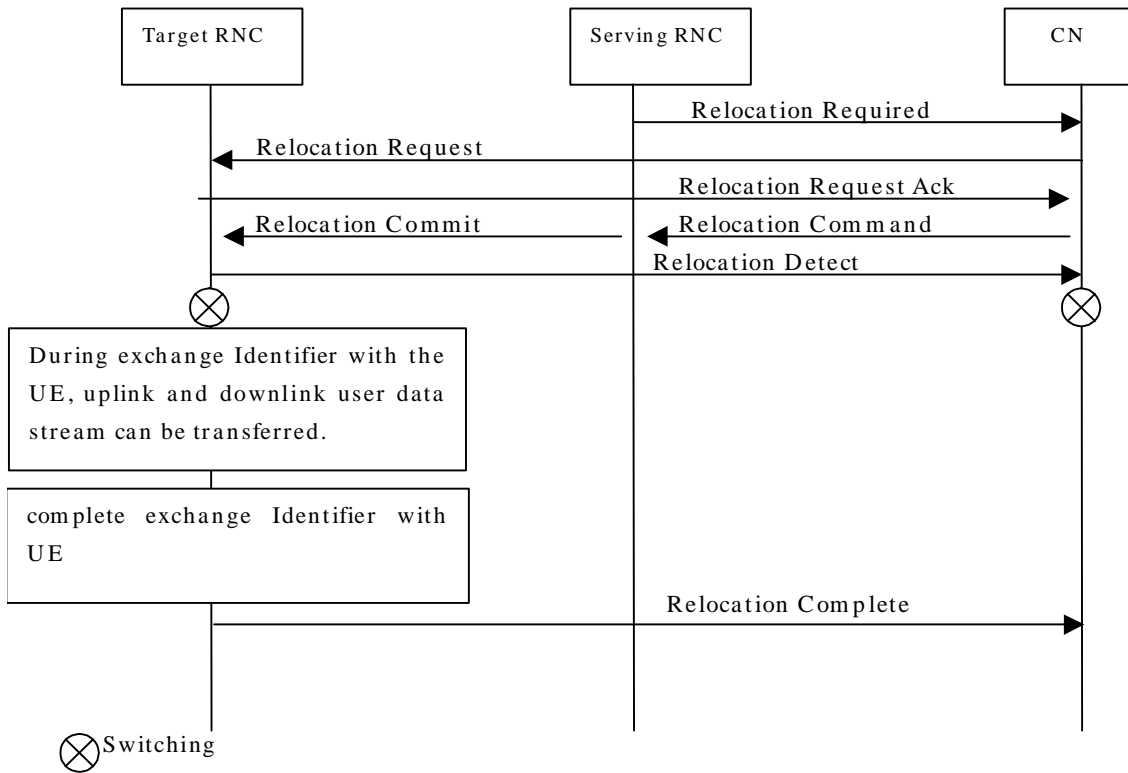 Target RNC
Serving RNC
CN
Relocation Required
Relocation Request
Relocation Request Ack
Relocation Commit
Relocation Command
Relocation Detect
During exchange Identifier with the
UE, uplink and downlink user data
stream can be transferred.
complete exchange Identifier with
UE
Relocation Complete
Switching